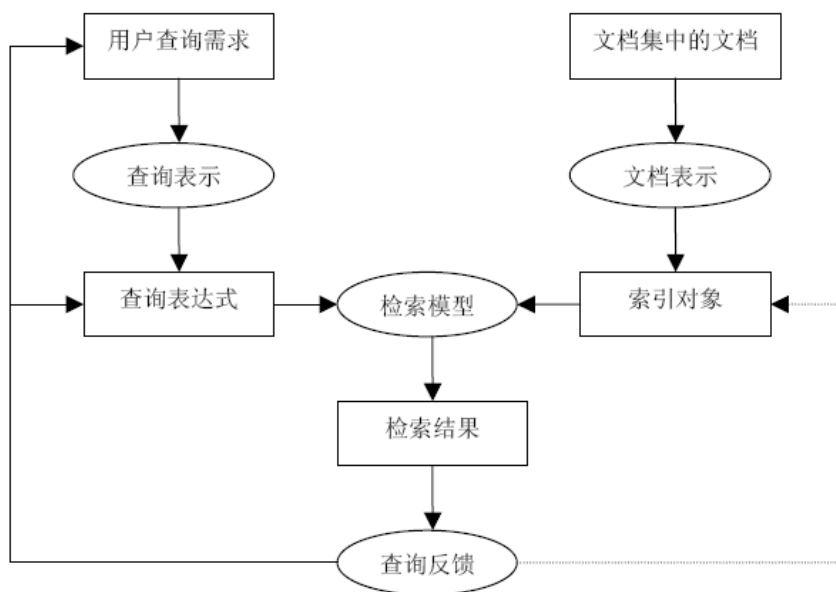 用户查询需求
文档集中的文档
查询表示
文档表示
查询表达式
检索模型
索引对象
检索结果
查询反馈